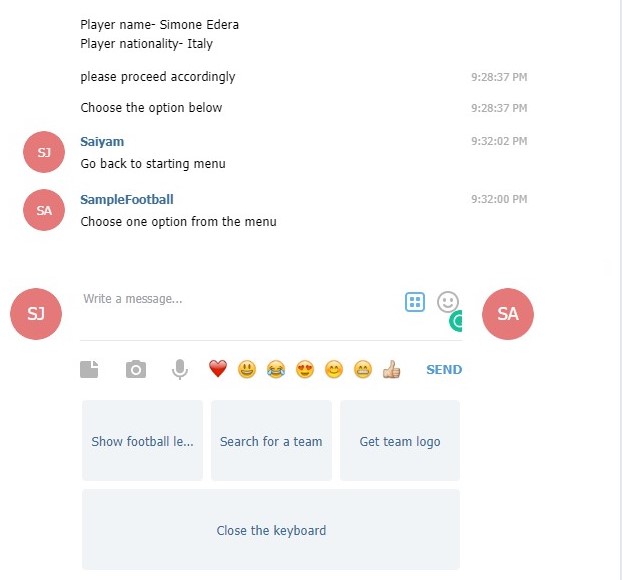 Player name- Simone Edera
Player nationality- Italy
please proceed accordingly 9:28:37 PM
Choose the option below 9:28:37 PM
SJ Saiyam 9:32:02 PM
Go back to starting menu
SA SampleFootball 9:32:00 PM
Choose one option from the menu
SJ Write a message... SA
SEND
Show football le... Search for a team Get team logo
Close the keyboard